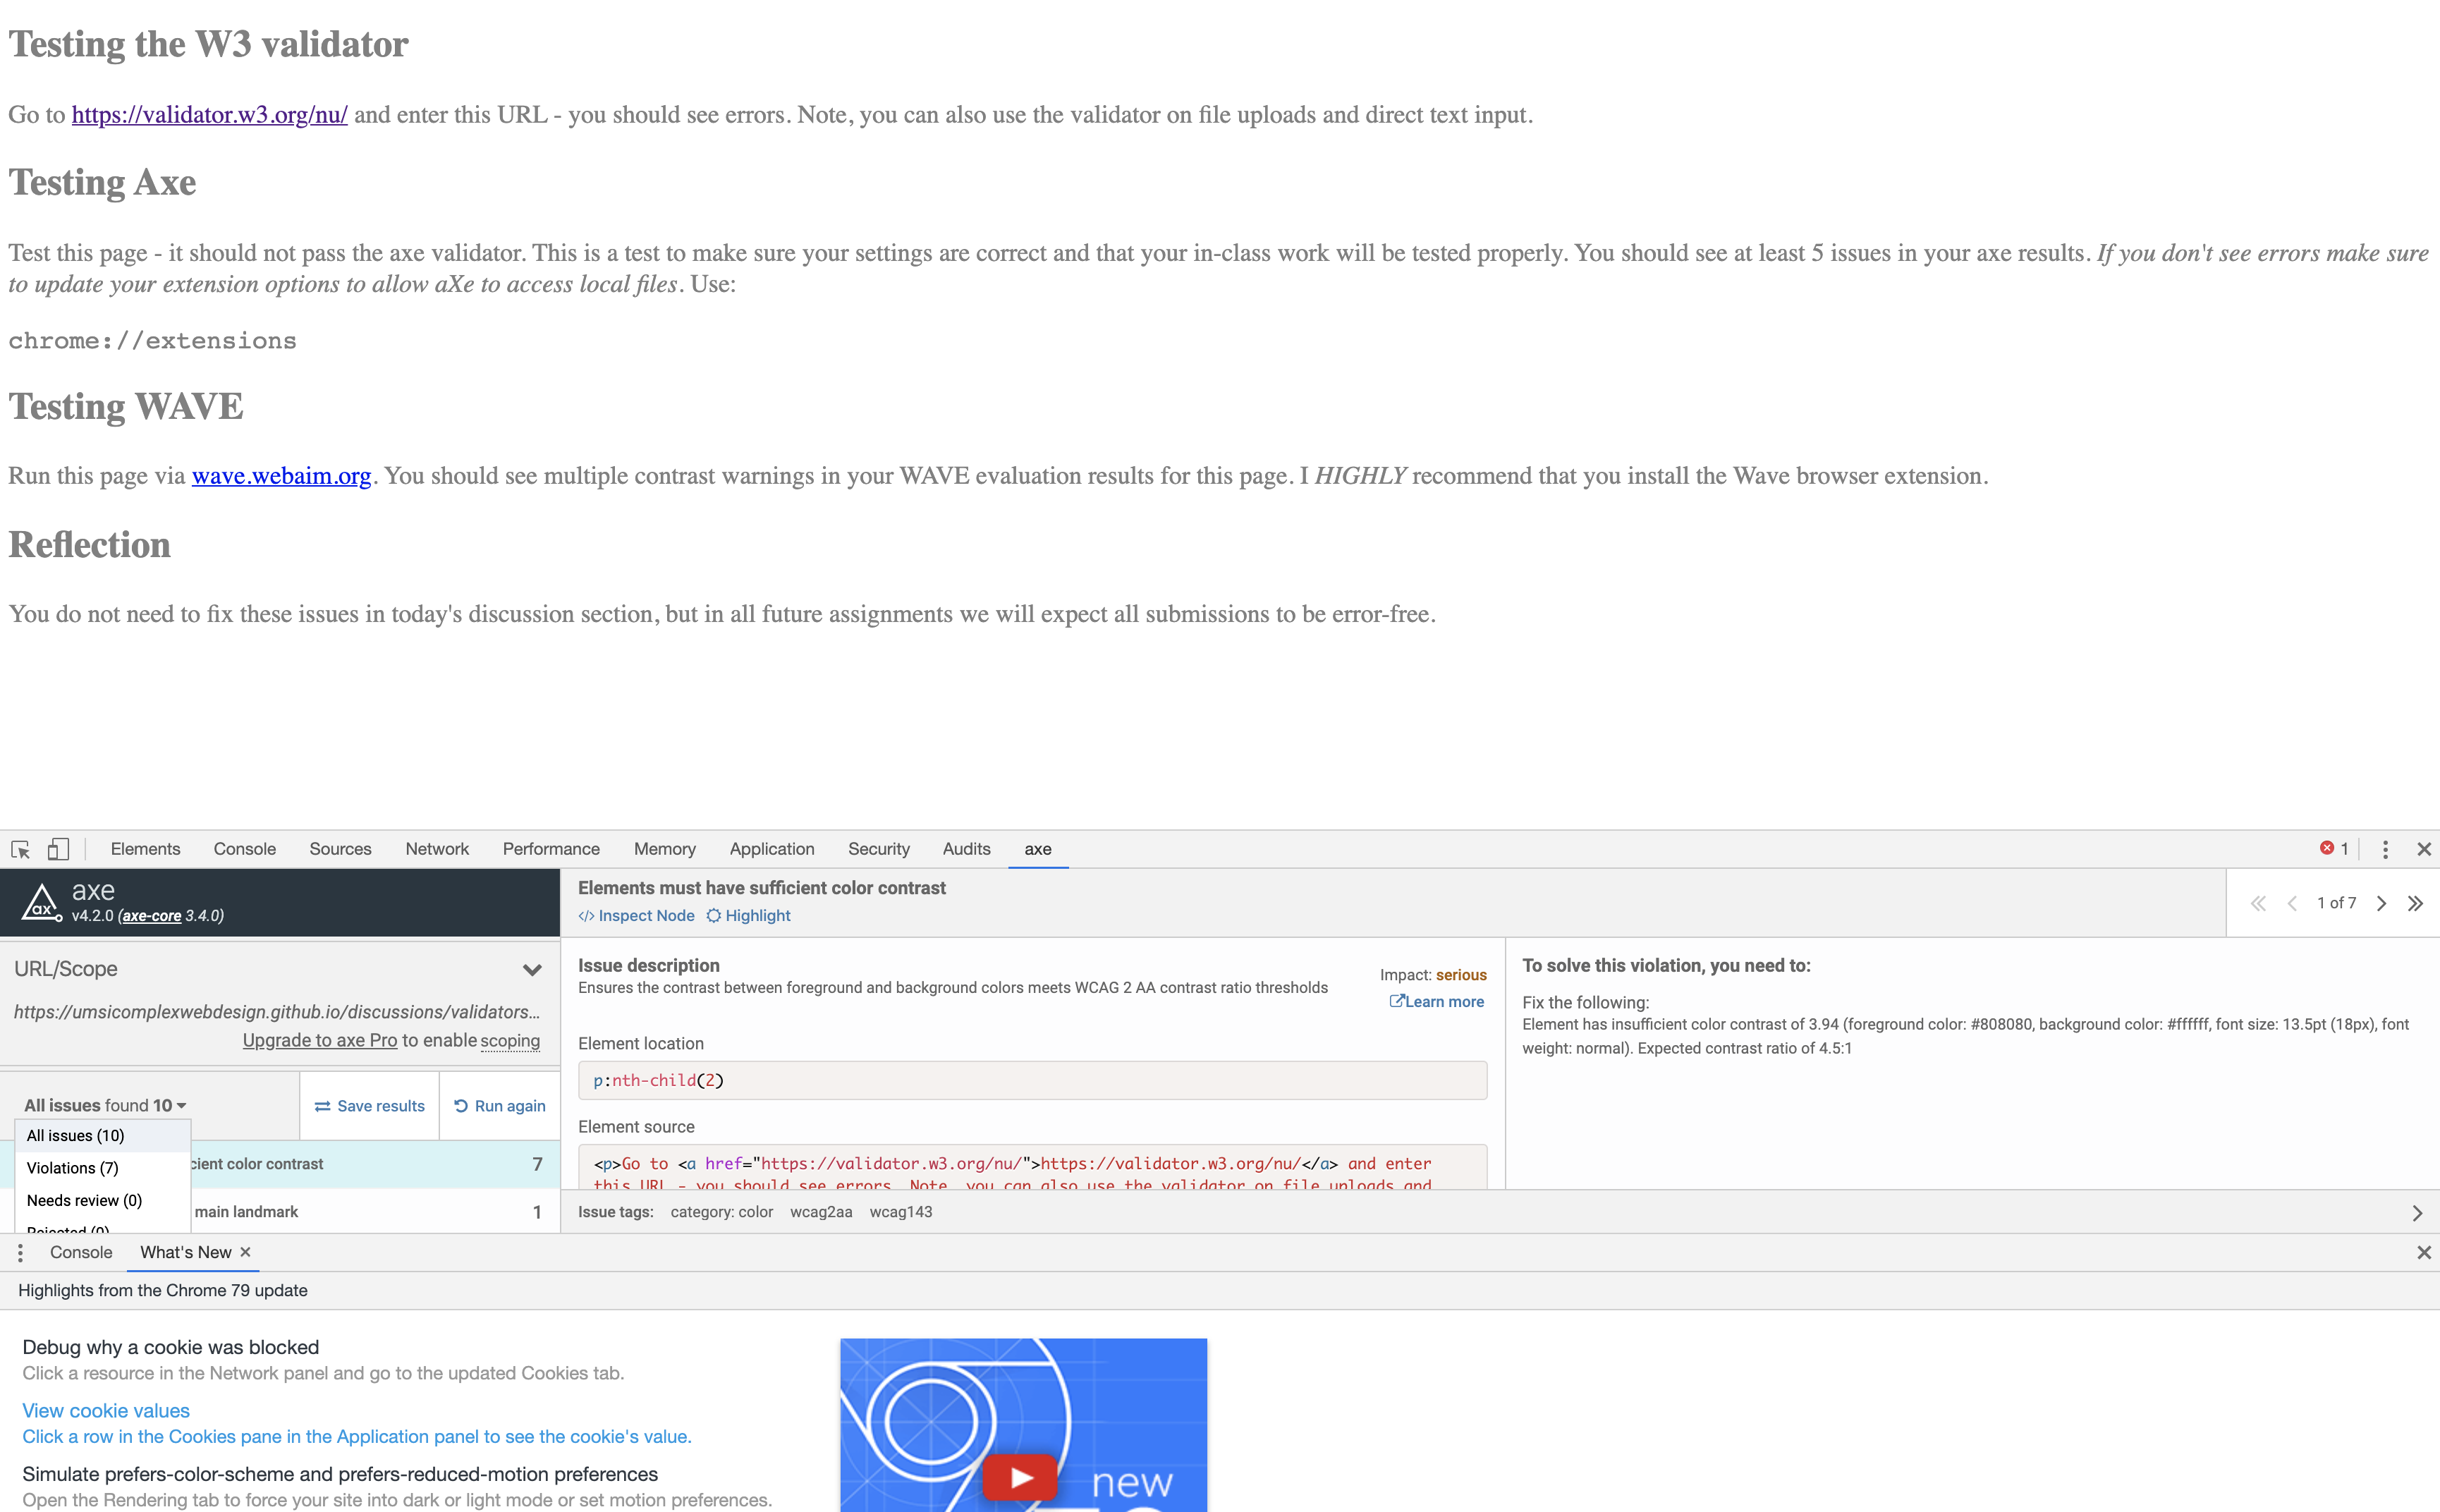 Testing the W3 validator
Go to https://validator.w3.org/nu/ and enter this URL - you should see errors. Note, you can also use the validator on file uploads and direct text input.
Testing Axe
Test this page - it should not pass the axe validator. This is a test to make sure your settings are correct and that your in-class work will be tested properly. You should see at least 5 issues in your axe results. If you don't see errors make sure
to update your extension options to allow aXe to access local files. Use:
chrome://extensions
Testing WAVE
Run this page via wave.webaim.org. You should see multiple contrast warnings in your WAVE evaluation results for this page. I HIGHLY recommend that you install the Wave browser extension.
Reflection
You do not need to fix these issues in today's discussion section, but in all future assignments we will expect all submissions to be error-free.
Elements Console Sources Network Performance Memory Application Security Audits axe 1
ax axe
v4.2.0 (axe-core 3.4.0)
URL/Scope
https://umsicomplexwebdesign.github.io/discussions/validators...
Upgrade to axe Pro to enable scoping
All issues found 10
Save results
Run again
All issues (10)
Violations (7)
Needs review (0)
Rejected (0)
cient color contrast 7
main landmark 1
Elements must have sufficient color contrast
</> Inspect Node Highlight
1 of 7
Issue description
Ensures the contrast between foreground and background colors meets WCAG 2 AA contrast ratio thresholds
Impact: serious
Learn more
Element location
p:nth-child(2)
Element source
<p>Go to <a href="https://validator.w3.org/nu/">https://validator.w3.org/nu/</a> and enter
this URL - you should see errors. Note, you can also use the validator on file uploads and
To solve this violation, you need to:
Fix the following:
Element has insufficient color contrast of 3.94 (foreground color: #808080, background color: #ffffff, font size: 13.5pt (18px), font
weight: normal). Expected contrast ratio of 4.5:1
Issue tags: category: color wcag2aa wcag143
Console What's New
Highlights from the Chrome 79 update
Debug why a cookie was blocked
Click a resource in the Network panel and go to the updated Cookies tab.
View cookie values
Click a row in the Cookies pane in the Application panel to see the cookie's value.
Simulate prefers-color-scheme and prefers-reduced-motion preferences
Open the Rendering tab to force your site into dark or light mode or set motion preferences.
new